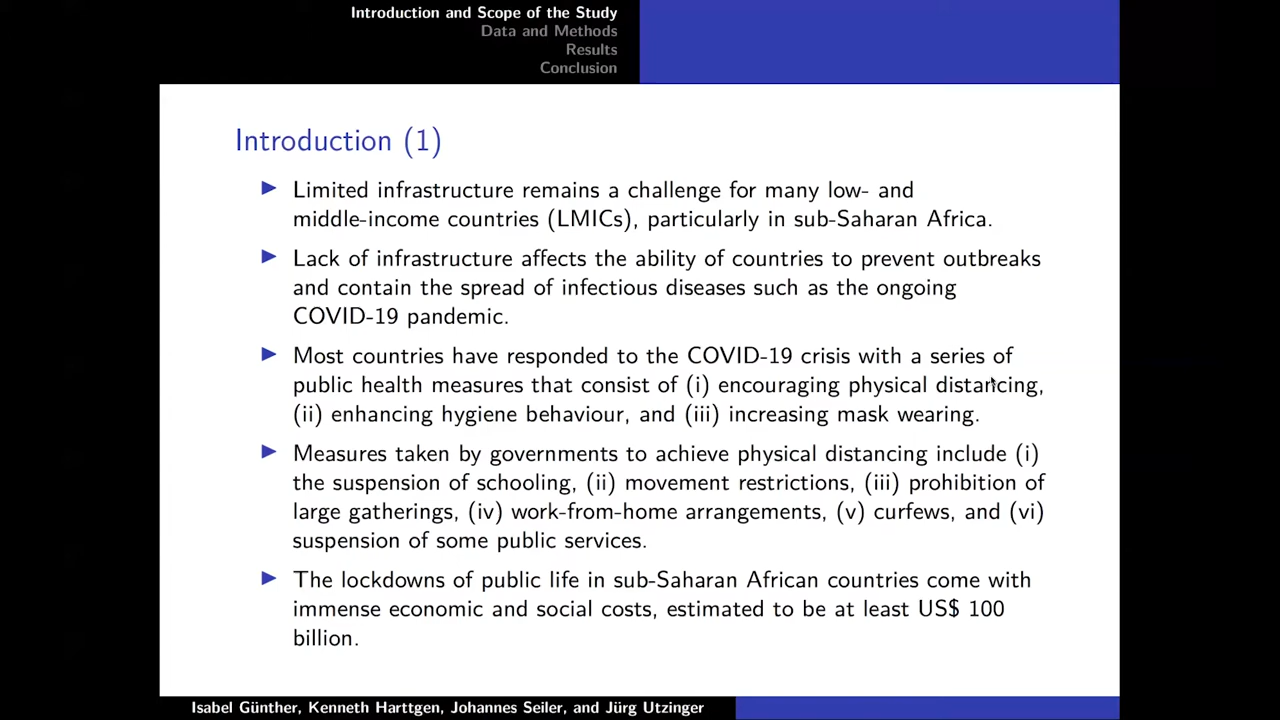 Introduction and Scope of the Study
Data and Methods
Results
Conclusion
Introduction (1)
Limited infrastructure remains a challenge for many low- and
middle-income countries (LMICs), particularly in sub-Saharan Africa.
Lack of infrastructure affects the ability of countries to prevent outbreaks
and contain the spread of infectious diseases such as the ongoing
COVID-19 pandemic.
Most countries have responded to the COVID-19 crisis with a series of
public health measures that consist of (i) encouraging physical distancing,
(ii) enhancing hygiene behaviour, and (iii) increasing mask wearing.
Measures taken by governments to achieve physical distancing include (i)
the suspension of schooling, (ii) movement restrictions, (iii) prohibition of
large gatherings, (iv) work-from-home arrangements, (v) curfews, and (vi)
suspension of some public services.
The lockdowns of public life in sub-Saharan African countries come with
immense economic and social costs, estimated to be at least US$ 100
billion.
Isabel Günther, Kenneth Harttgen, Johannes Seiler, and Jürg Utzinger